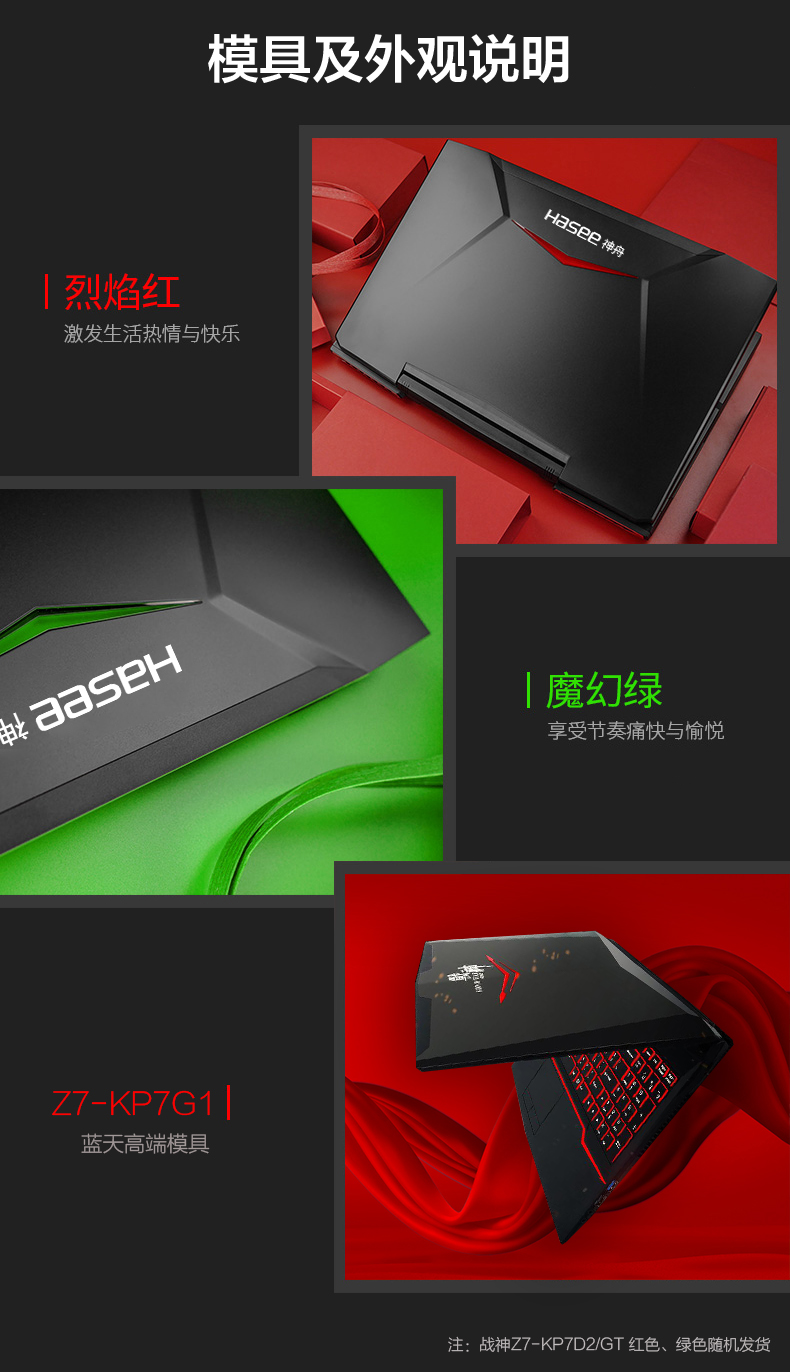 模具及外观说明
Hasee 神舟
烈焰红
激发生活热情与快乐
Hasee 神
魔幻绿
享受节奏痛快与愉悦
Z7-KP7G1
蓝天高端模具
注：战神Z7-KP7D2/GT 红色、绿色随机发货